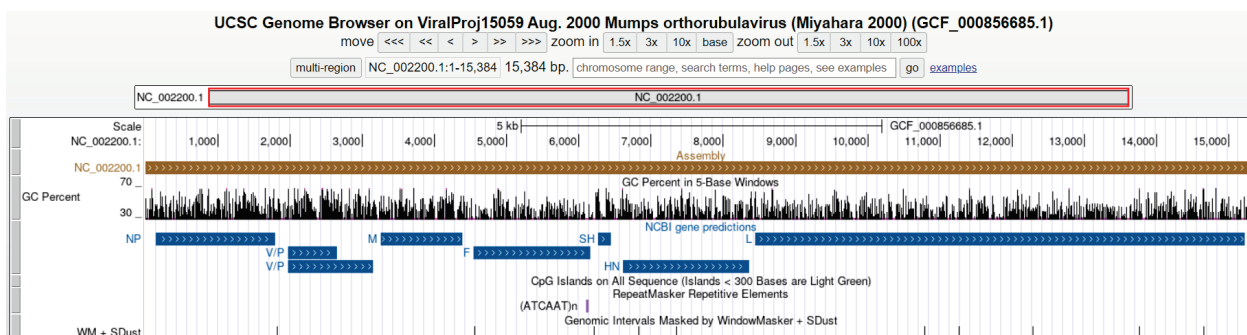 UCSC Genome Browser on ViralProj15059 Aug. 2000 Mumps orthorubulavirus (Miyahara 2000) (GCF_000856685.1)
move <<< << < > >> >>> zoom in 1.5x 3x 10x base zoom out 1.5x 3x 10x 100x
multi-region NC_002200.1:1-15,384 15,384 bp. chromosome range, search terms, help pages, see examples go examples
NC_002200.1 NC_002200.1
Scale 5 kb GCF_000856685.1
NC_002200.1: 1,000 2,000 3,000 4,000 5,000 6,000 7,000 8,000 9,000 10,000 11,000 12,000 13,000 14,000 15,000
Assembly
NC_002200.1
70 _ GC Percent in 5-Base Windows
GC Percent
30 _
NCBI gene predictions
NP M SH L
V/P F
V/P HN
CpG Islands on All Sequence (Islands < 300 Bases are Light Green)
RepeatMasker Repetitive Elements
(ATCAAT)n
Genomic Intervals Masked by WindowMasker + SDust
WM + SDust